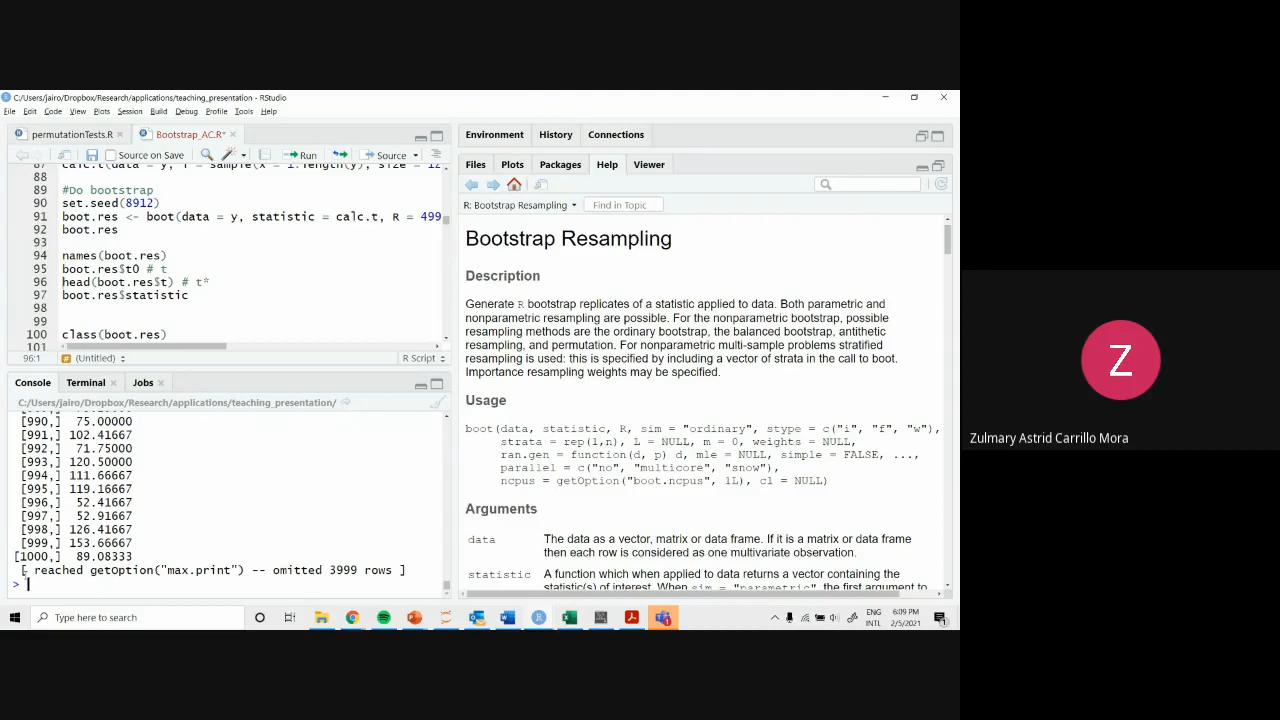 C:/Users/jairo/Dropbox/Research/applications/teaching_presentation - RStudio
File Edit Code View Plots Session Build Debug Profile Tools Help
permutationTests.R
Bootstrap_AC.R*
Source on Save
Run
Source
88
89 #Do bootstrap
90 set.seed(8912)
91 boot.res <- boot(data = y, statistic = calc.t, R = 499
92 boot.res
93
94 names(boot.res)
95 boot.res$t0 # t
96 head(boot.res$t) # t*
97 boot.res$statistic
98
99
100 class(boot.res)
101
96:1 (Untitled) R Script
Console Terminal Jobs
C:/Users/jairo/Dropbox/Research/applications/teaching_presentation/
[990,] 75.00000
[991,] 102.41667
[992,] 71.75000
[993,] 120.50000
[994,] 111.66667
[995,] 119.16667
[996,] 52.41667
[997,] 52.91667
[998,] 126.41667
[999,] 153.66667
[1000,] 89.08333
[ reached getOption("max.print") -- omitted 3999 rows ]
>
Environment History Connections
Files Plots Packages Help Viewer
R: Bootstrap Resampling
Find in Topic
Bootstrap Resampling
Description
Generate R bootstrap replicates of a statistic applied to data. Both parametric and
nonparametric resampling are possible. For the nonparametric bootstrap, possible
resampling methods are the ordinary bootstrap, the balanced bootstrap, antithetic
resampling, and permutation. For nonparametric multi-sample problems stratified
resampling is used: this is specified by including a vector of strata in the call to boot.
Importance resampling weights may be specified.
Usage
boot(data, statistic, R, sim = "ordinary", stype = c("i", "f", "w"),
strata = rep(1,n), L = NULL, m = 0, weights = NULL,
ran.gen = function(d, p) d, mle = NULL, simple = FALSE, ...,
parallel = c("no", "multicore", "snow"),
ncpus = getOption("boot.ncpus", 1L), cl = NULL)
Arguments
data The data as a vector, matrix or data frame. If it is a matrix or data frame
then each row is considered as one multivariate observation.
statistic A function which when applied to data returns a vector containing the
statistic(s) of interest. When sim = "parametric", the first argument to
Type here to search
ENG
INTL
6:09 PM
2/5/2021
Z
Zulmary Astrid Carrillo Mora